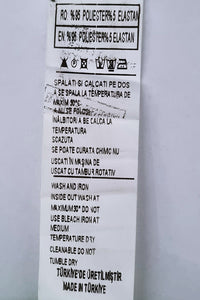 RO %95 POLIESTER%5 ELASTAN
EN %95 POLIESTER%5 ELASTAN
SPALATI SI CALCATI PE DOS
A SE SPALA LA TEMPERATURA DE
MAXIM 30°C
A NU SE FOLOSI
INALBITORI A SE CALCA LA
TEMPERATURA
SCAZUTA
SE POATE CURATA CHIMIC NU
USCATI IN MAŞINA DE
USCAT CU TAMBUR ROTATIV
WASH AND IRON
INSIDE OUT WASH AT
MAXIMUM 30° DO NOT
USE BLEACH IRON AT
MEDIUM
TEMPERATURE DRY
CLEANABLE DO NOT
TUMBLE DRY
TÜRKİYE'DE ÜRETİLMİŞTİR
MADE IN TÜRKİYE